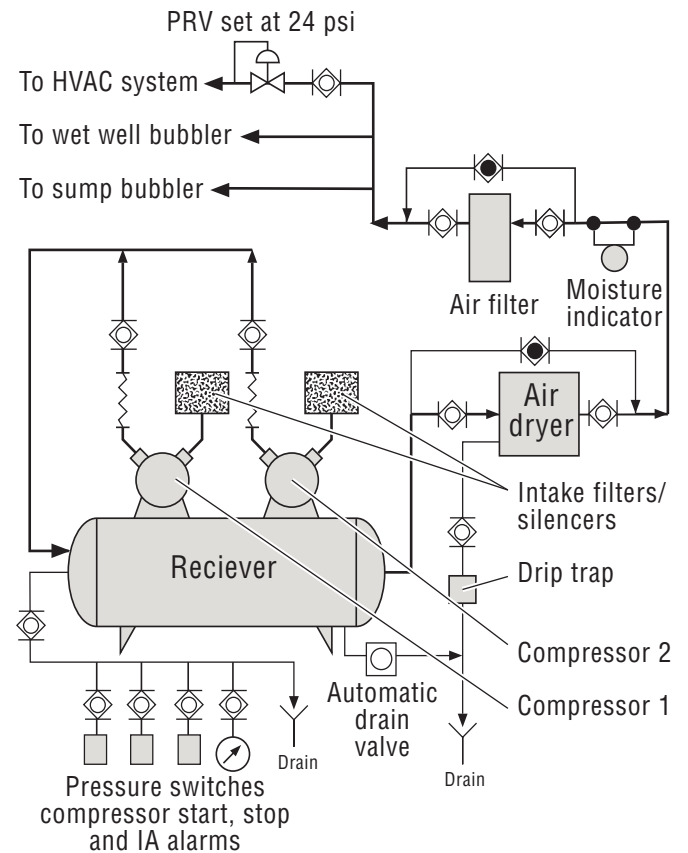 PRV set at 24 psi
To HVAC system
To wet well bubbler
To sump bubbler
Air filter
Moisture
indicator
Air
dryer
Intake filters/
silencers
Reciever
Drip trap
Compressor 2
Compressor 1
Automatic
drain
valve
Drain
Drain
Pressure switches
compressor start, stop
and IA alarms